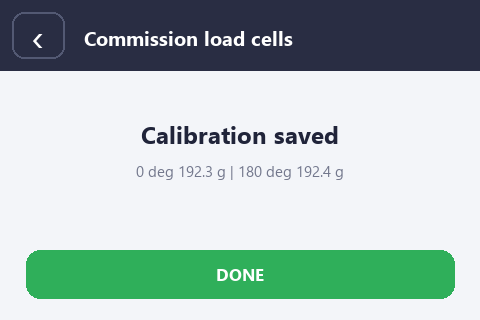 Commission load cells
Calibration saved
0 deg 192.3 g | 180 deg 192.4 g
DONE